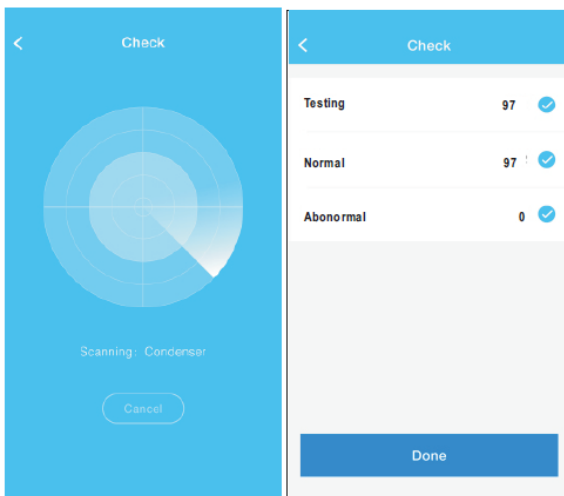 Check
Scanning: Condenser
Cancel
Check
Testing 97
Normal 97
Abonormal 0
Done